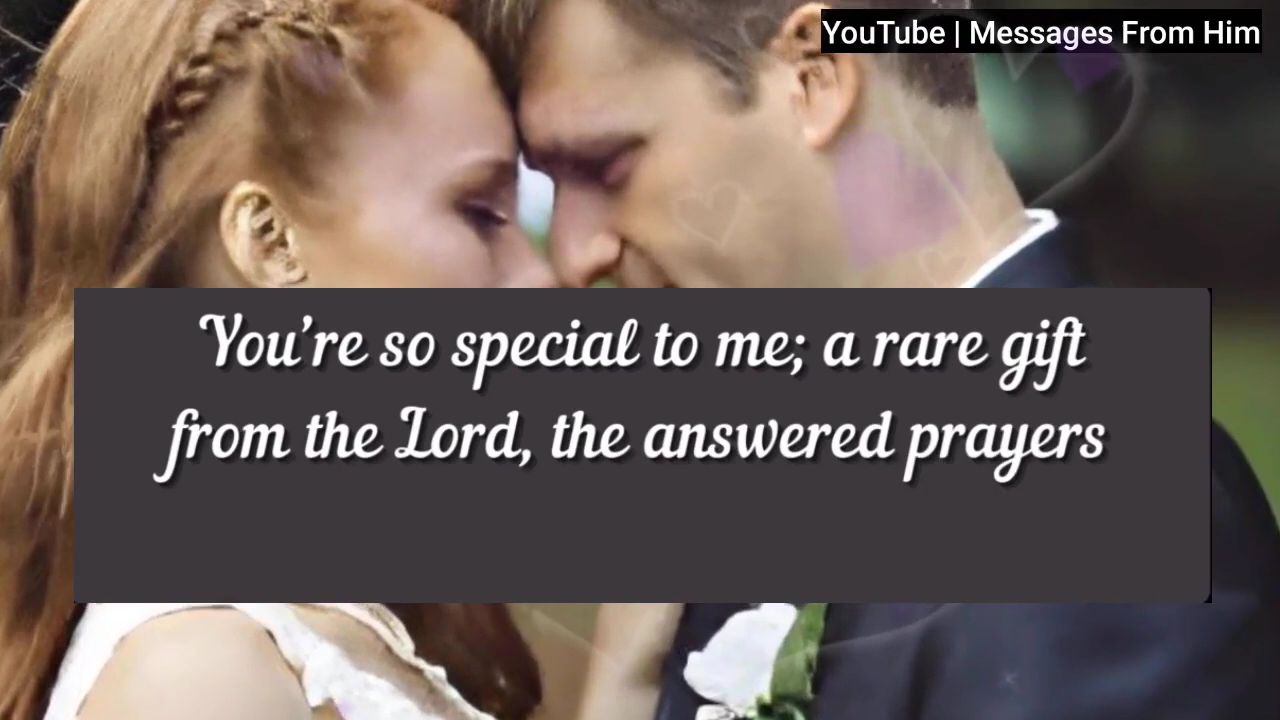 YouTube | Messages From Him
You're so special to me; a rare gift
from the Lord, the answered prayers